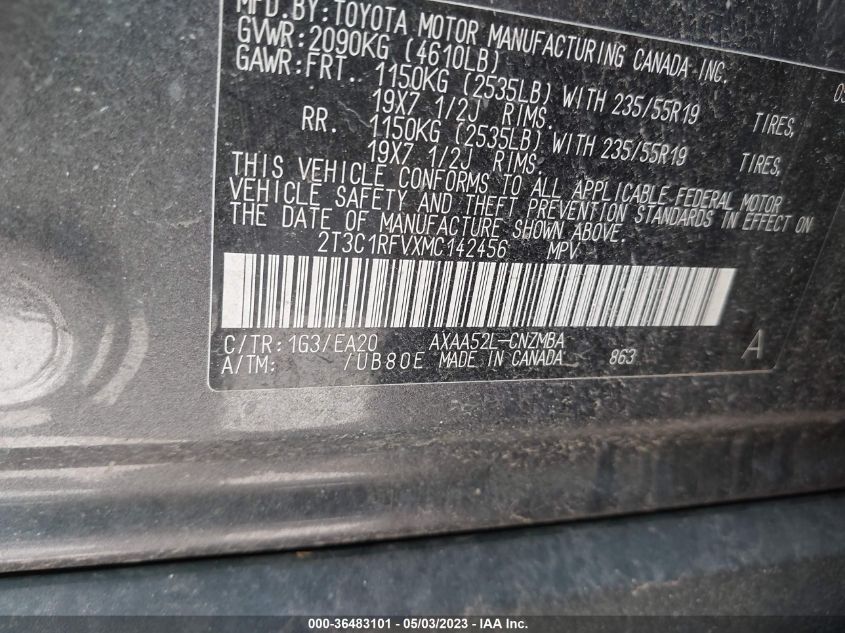 MFD.BY:TOYOTA MOTOR MANUFACTURING CANADA INC.
GVWR:2090KG (4610LB)
GAWR:FRT. 1150KG (2535LB) WITH 235/55R19 TIRES,
19X7 1/2J RIMS.
RR. 1150KG (2535LB) WITH 235/55R19 TIRES,
19X7 1/2J RIMS.
THIS VEHICLE CONFORMS TO ALL APPLICABLE FEDERAL MOTOR
VEHICLE SAFETY AND THEFT PREVENTION STANDARDS IN EFFECT ON
THE DATE OF MANUFACTURE SHOWN ABOVE.
2T3C1RFVXMC142456 MPV
C/TR:1G3/EA20 AXAA52L-CNZMBA
A/TM: /UB80E MADE IN CANADA 863 A
000-36483101 - 05/03/2023 - IAA Inc.